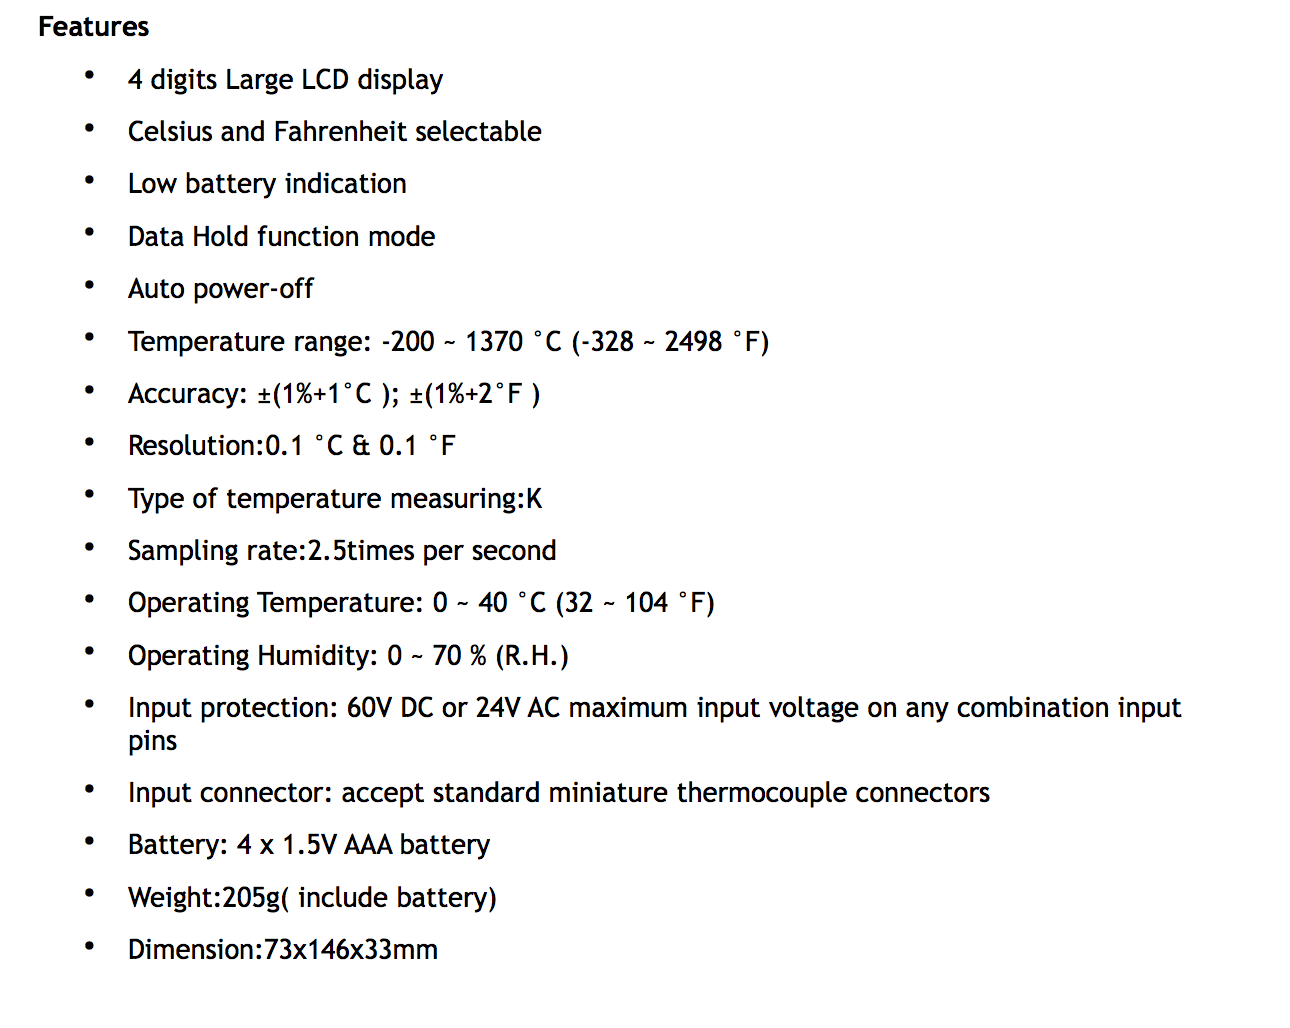 Features
• 4 digits Large LCD display
• Celsius and Fahrenheit selectable
• Low battery indication
• Data Hold function mode
• Auto power-off
• Temperature range: -200 ~ 1370 °C (-328 ~ 2498 °F)
• Accuracy: ±(1%+1°C ); ±(1%+2°F )
• Resolution:0.1 °C & 0.1 °F
• Type of temperature measuring:K
• Sampling rate:2.5times per second
• Operating Temperature: 0 ~ 40 °C (32 ~ 104 °F)
• Operating Humidity: 0 ~ 70 % (R.H.)
• Input protection: 60V DC or 24V AC maximum input voltage on any combination input
pins
• Input connector: accept standard miniature thermocouple connectors
• Battery: 4 x 1.5V AAA battery
• Weight:205g( include battery)
• Dimension:73x146x33mm